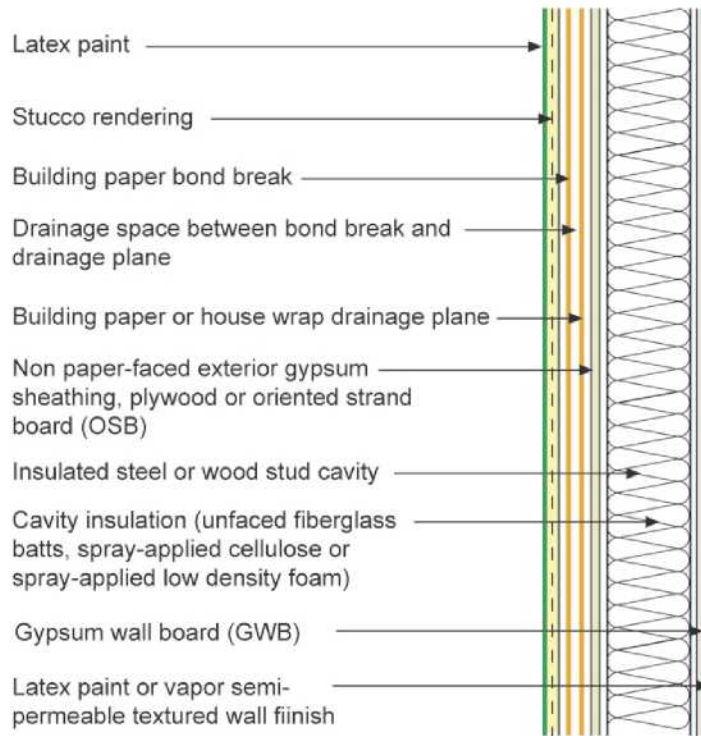 Latex paint
Stucco rendering
Building paper bond break
Drainage space between bond break and
drainage plane
Building paper or house wrap drainage plane
Non paper-faced exterior gypsum
sheathing, plywood or oriented strand
board (OSB)
Insulated steel or wood stud cavity
Cavity insulation (unfaced fiberglass
batts, spray-applied cellulose or
spray-applied low density foam)
Gypsum wall board (GWB)
Latex paint or vapor semi-
permeable textured wall fiinish